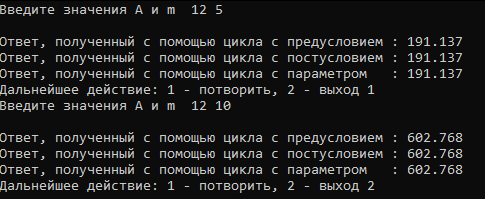 Введите значения А и m  12 5
Ответ, полученный с помощью цикла с предусловием : 191.137
Ответ, полученный с помощью цикла с постусловием : 191.137
Ответ, полученный с помощью цикла с параметром   : 191.137
Дальнейшее действие: 1 - потворить, 2 - выход 1
Введите значения А и m  12 10
Ответ, полученный с помощью цикла с предусловием : 602.768
Ответ, полученный с помощью цикла с постусловием : 602.768
Ответ, полученный с помощью цикла с параметром   : 602.768
Дальнейшее действие: 1 - потворить, 2 - выход 2